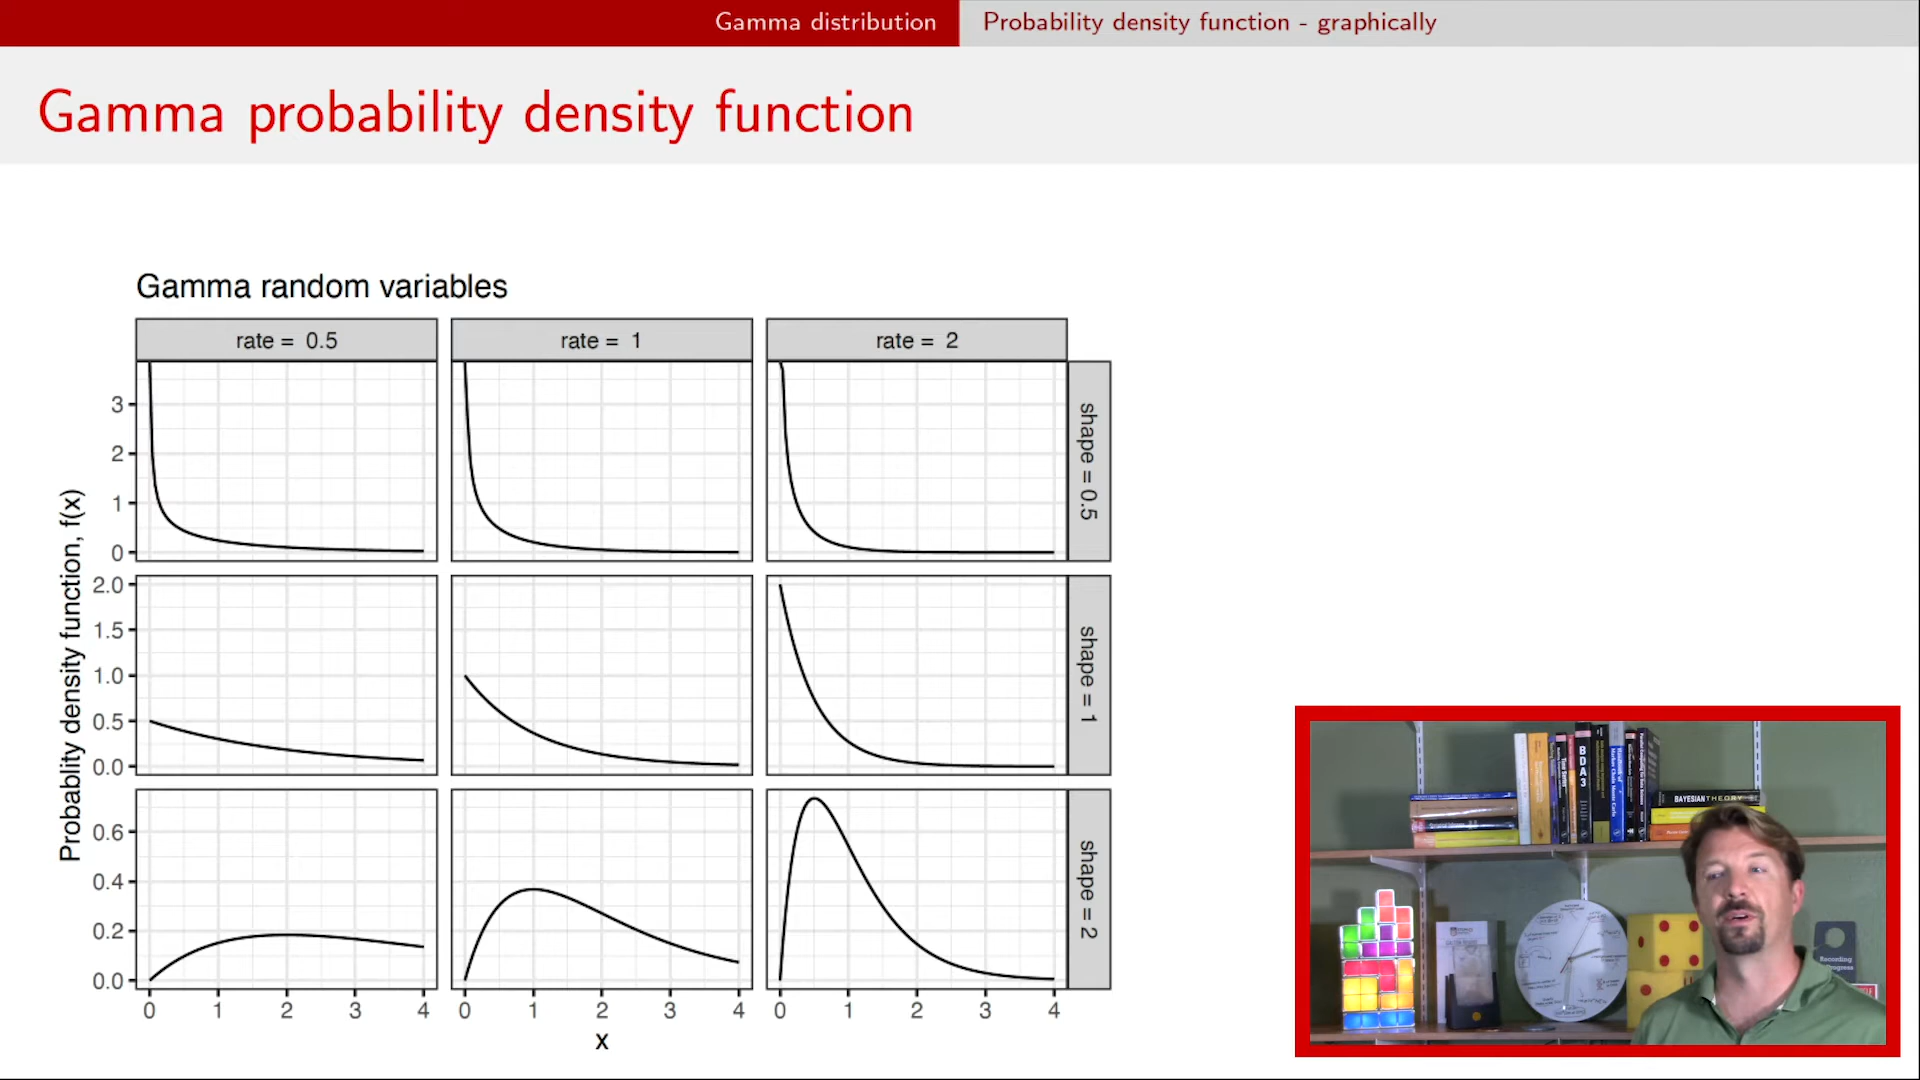 Gamma distribution
Probability density function - graphically
Gamma probability density function
Gamma random variables
rate = 0.5
rate = 1
rate = 2
3
2
1
0
shape = 0.5
2.0
1.5
1.0
0.5
0.0
shape = 1
0.6
0.4
0.2
0.0
shape = 2
Probablity density function, f(x)
0 1 2 3 4
0 1 2 3 4
0 1 2 3 4
x
BDA3
BAYESIAN THEORY
Recording